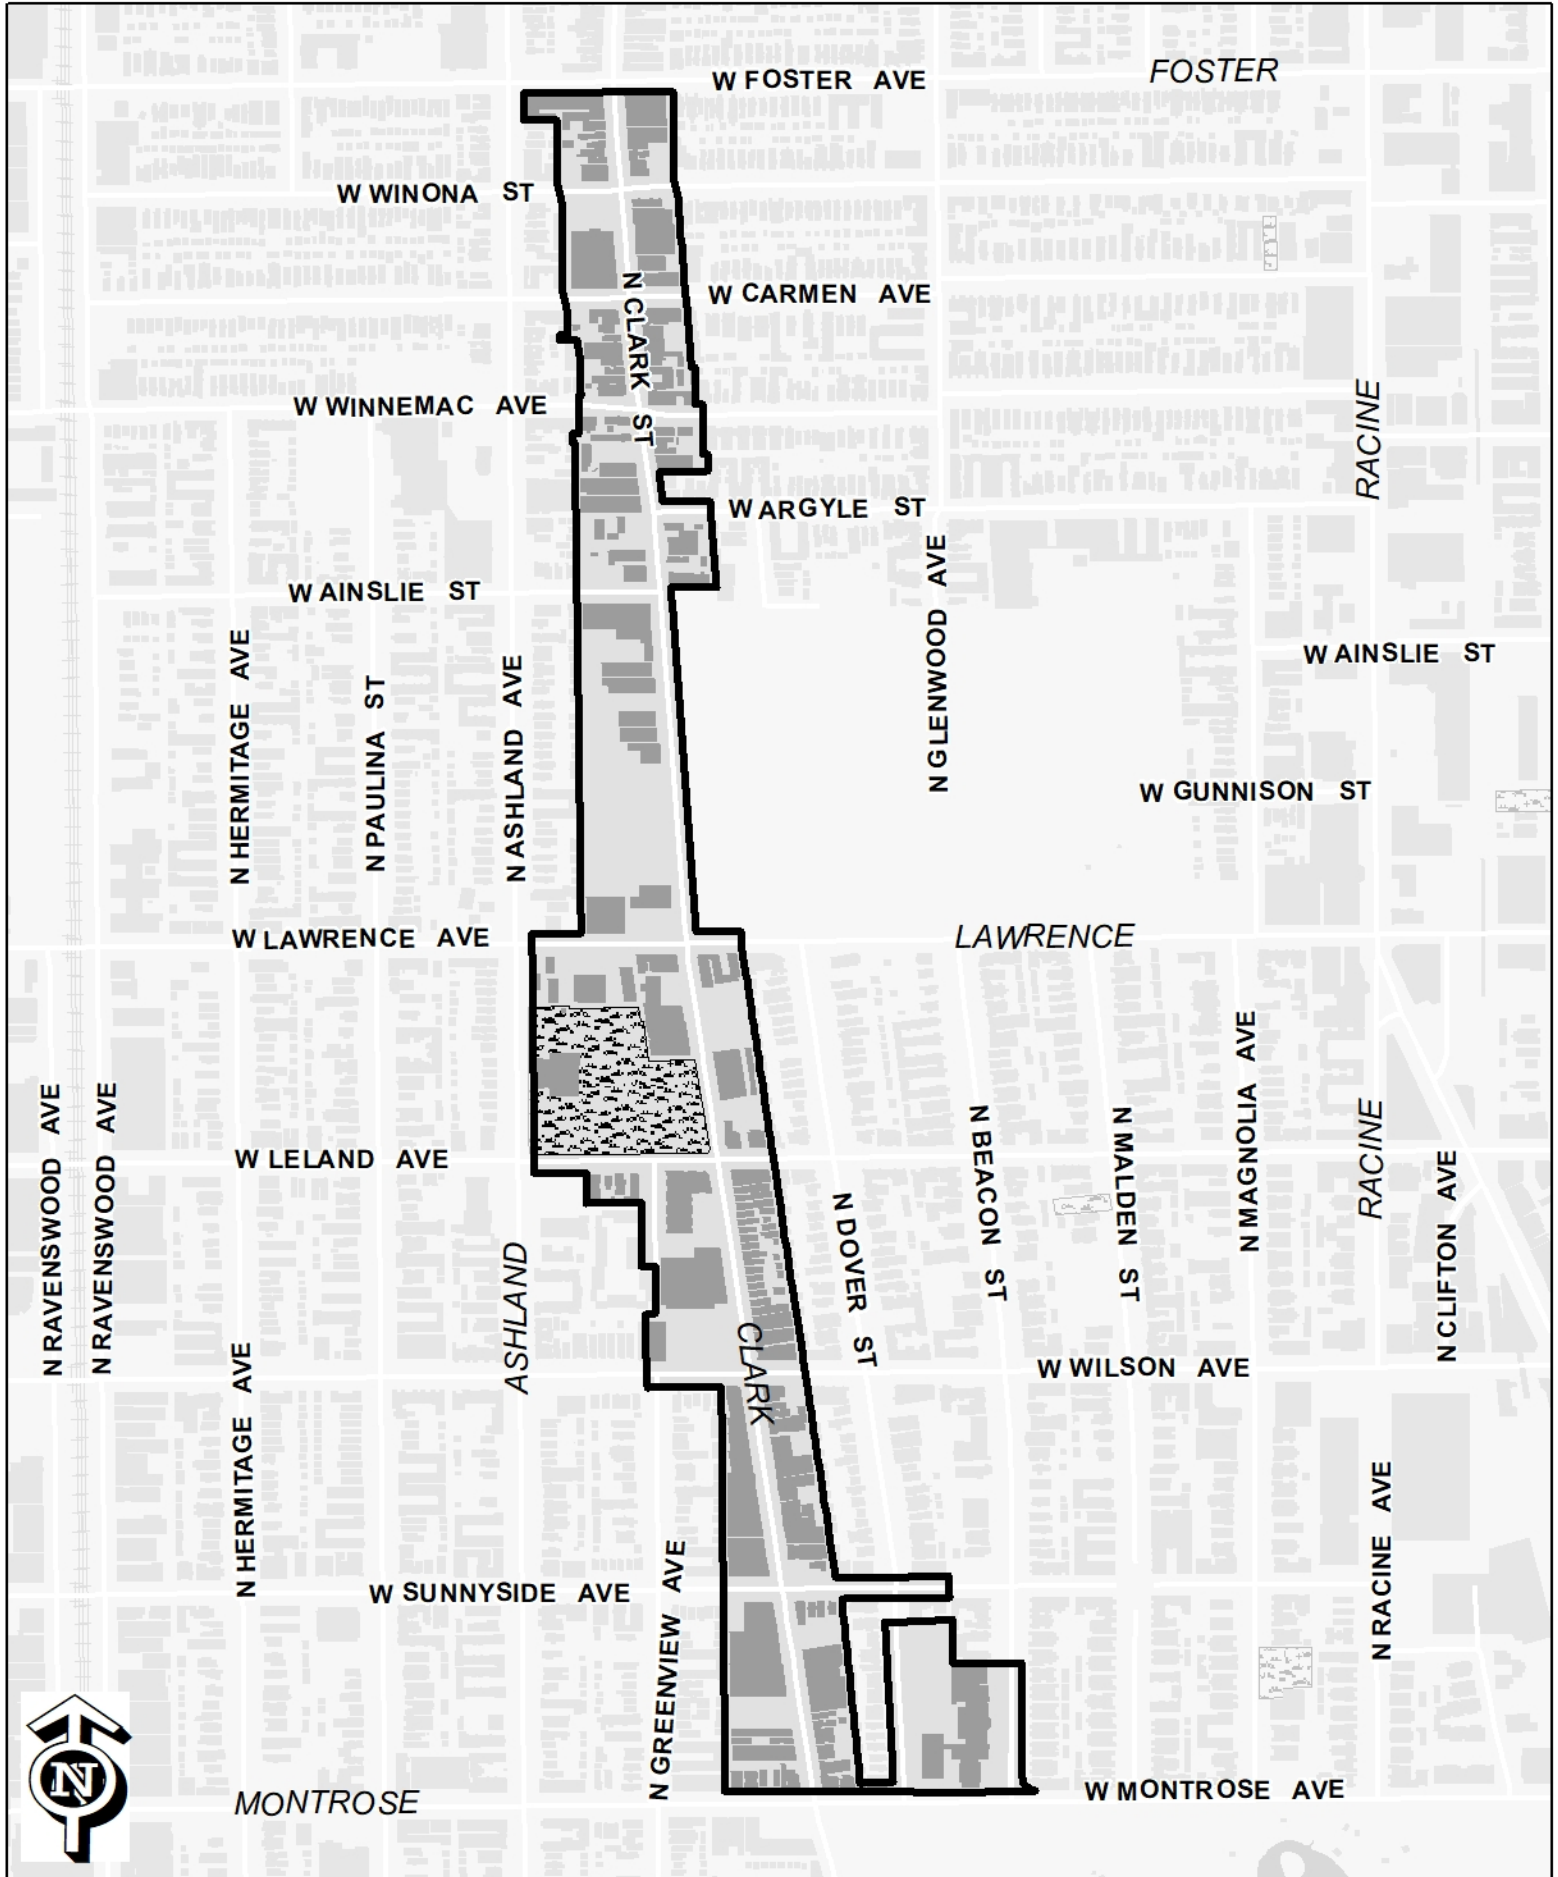 FOSTER
W FOSTER AVE
W WINONA ST
N CLARK ST
W CARMEN AVE
W WINNEMAC AVE
RACINE
W ARGYLE ST
N GLENWOOD AVE
W AINSLIE ST
W AINSLIE ST
N HERMITAGE AVE
N PAULINA ST
N ASHLAND AVE
W GUNNISON ST
W LAWRENCE AVE
LAWRENCE
N RAVENSWOOD AVE
N RAVENSWOOD AVE
W LELAND AVE
N DOVER ST
N BEACON ST
N MALDEN ST
N MAGNOLIA AVE
RACINE
N CLIFTON AVE
ASHLAND
CLARK
W WILSON AVE
N HERMITAGE AVE
N RACINE AVE
W SUNNYSIDE AVE
N GREENVIEW AVE
N
MONTROSE
W MONTROSE AVE